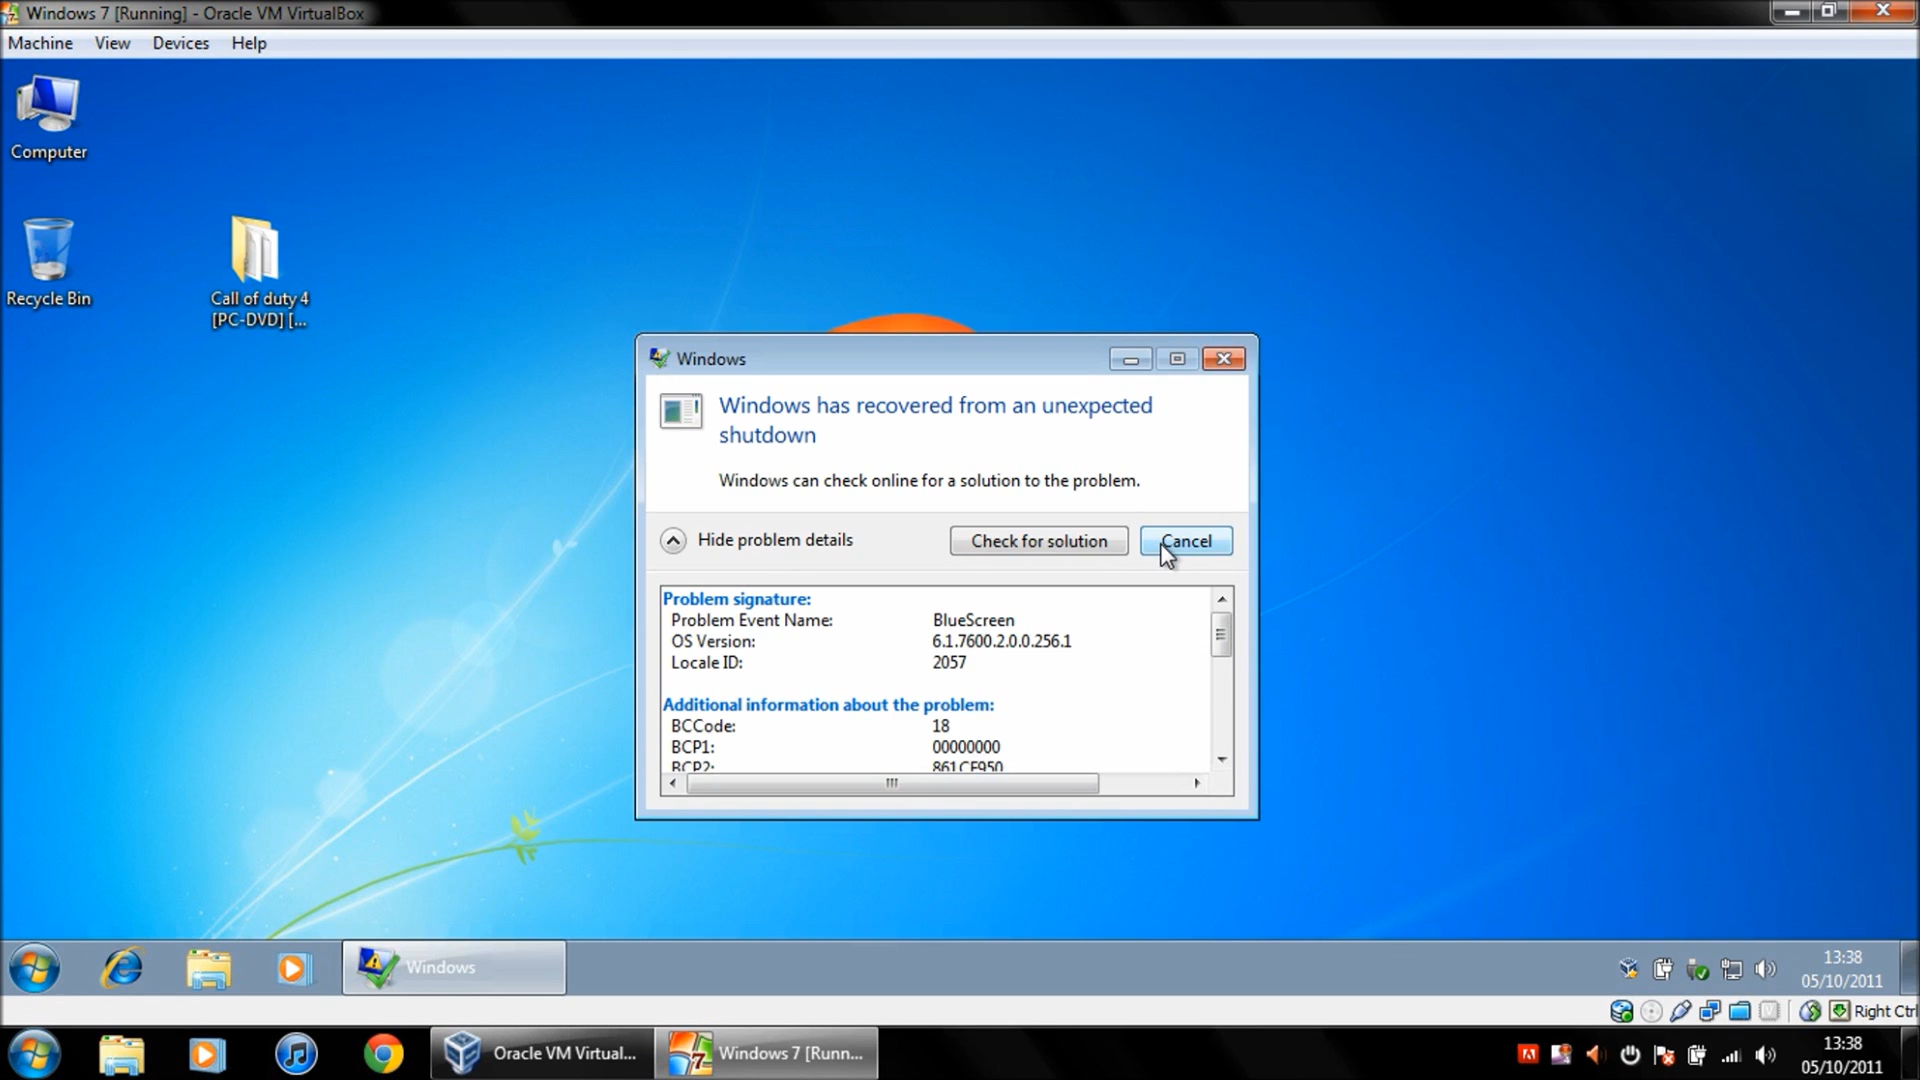 Windows 7 [Running] - Oracle VM VirtualBox
Machine View Devices Help
Computer
Recycle Bin
Call of duty 4
[PC-DVD] [...
Windows
Windows has recovered from an unexpected
shutdown
Windows can check online for a solution to the problem.
Hide problem details
Check for solution
Cancel
Problem signature:
Problem Event Name: BlueScreen
OS Version: 6.1.7600.2.0.0.256.1
Locale ID: 2057
Additional information about the problem:
BCCode: 18
BCP1: 00000000
BCP2: 861CF950
Windows
13:38
05/10/2011
Right Ctrl
Oracle VM Virtual...
Windows 7 [Runn...
13:38
05/10/2011